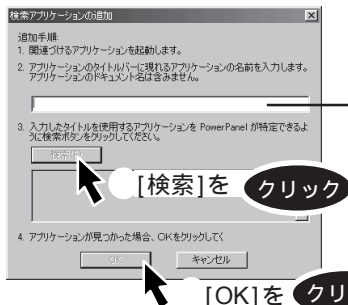 検索アプリケーションの追加
追加手順:
1. 関連づけるアプリケーションを起動します。
2. アプリケーションのタイトルバーに現れるアプリケーションの名前を入力します。
アプリケーションのドキュメント名は含みません。
3. 入力したタイトルを使用するアプリケーションを PowerPanel が特定できるよ
うに検索ボタンをクリックしてください。
検索(F)
[検索]を クリック
4. アプリケーションが見つかった場合、OKをクリックしてく
OK キャンセル
[OK]を クリ